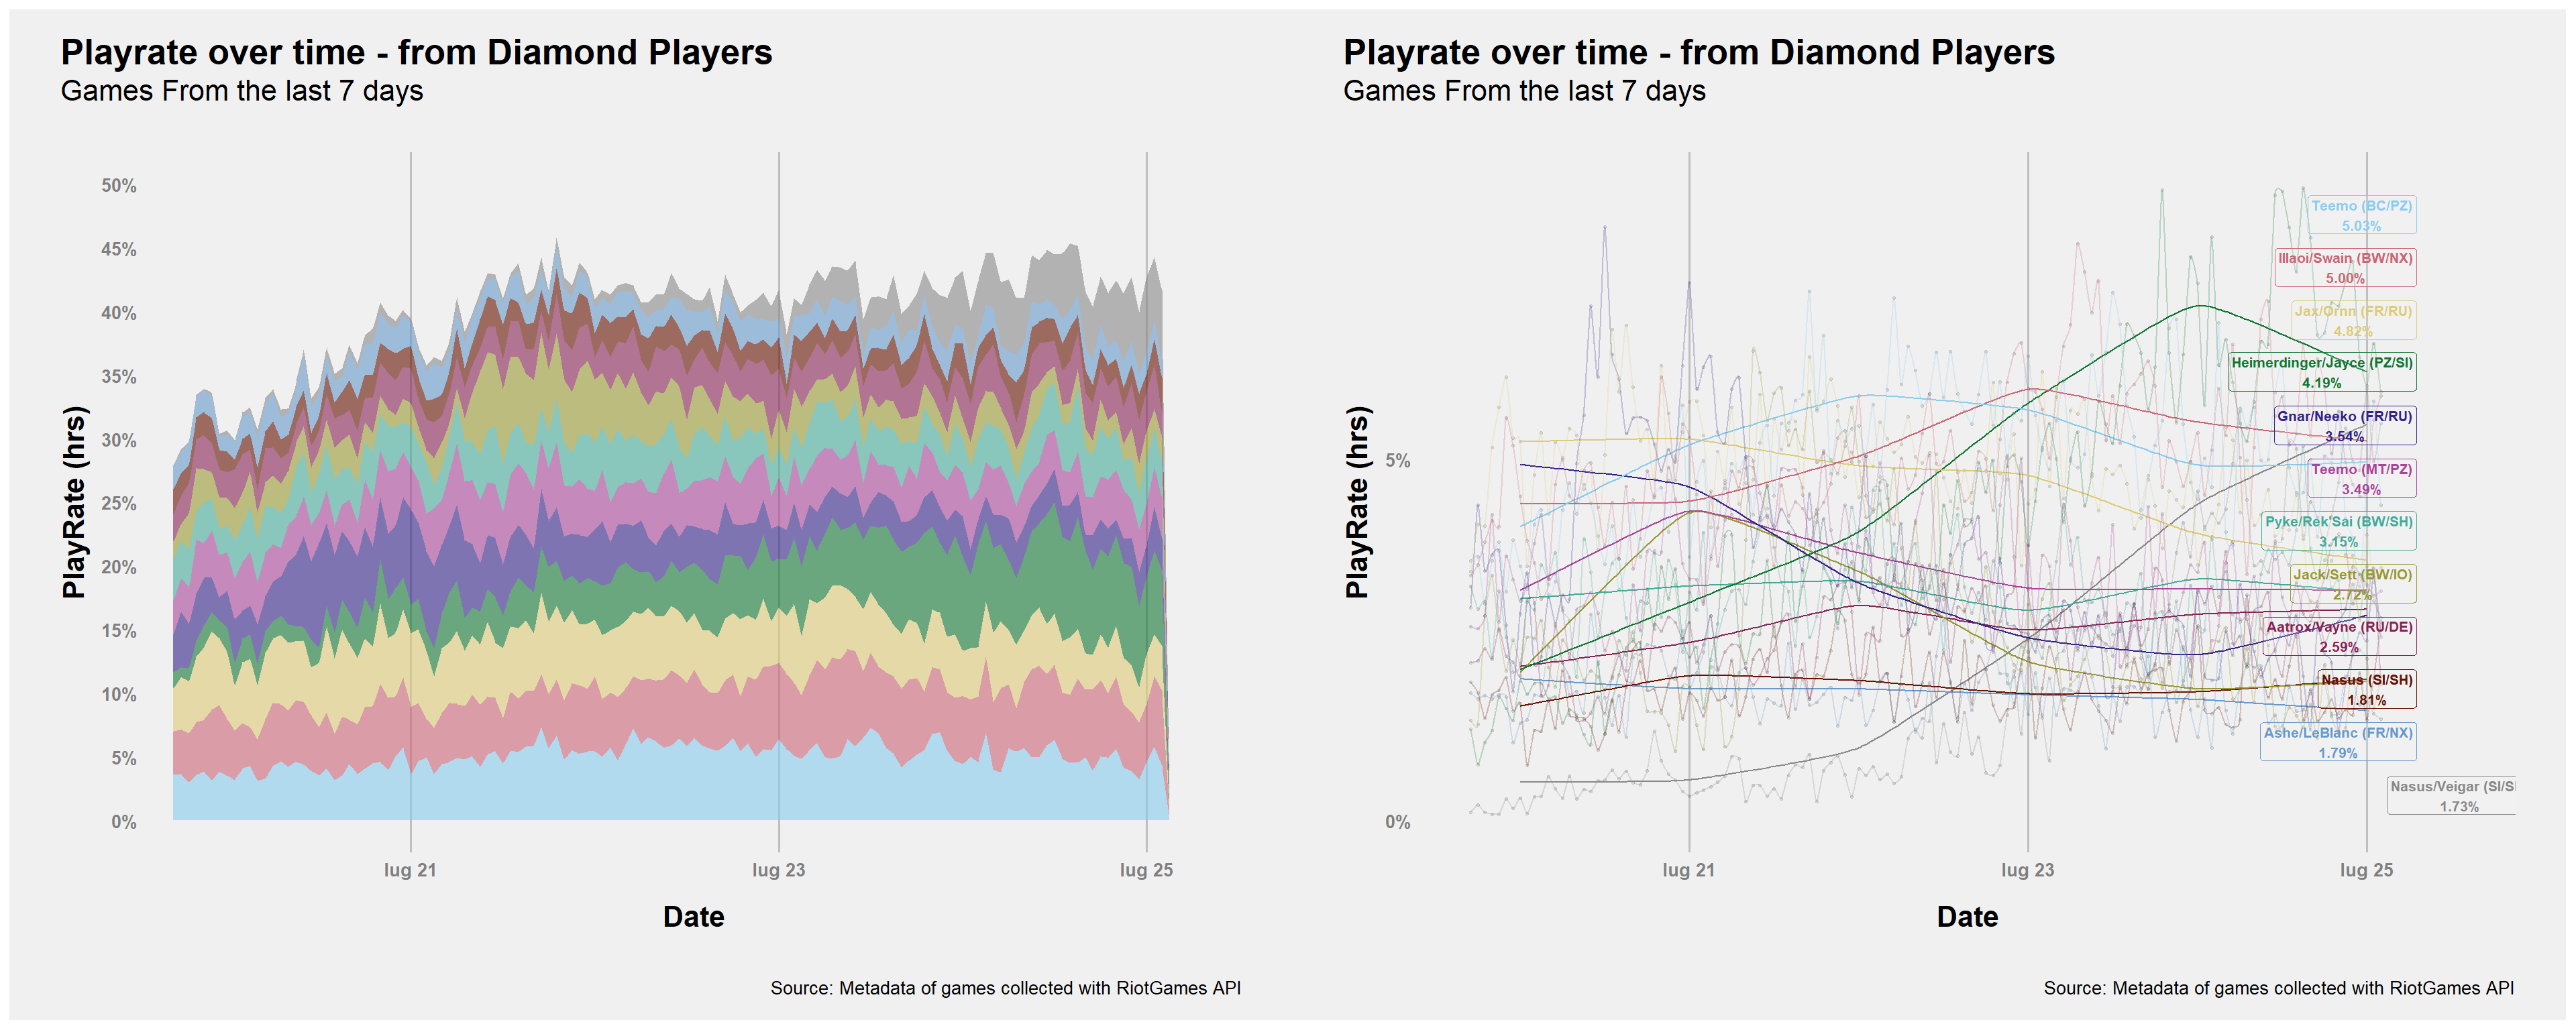 Playrate over time - from Diamond Players
Games From the last 7 days
50%
45%
40%
35%
30%
25%
20%
15%
10%
5%
0%
PlayRate (hrs)
lug 21
lug 23
lug 25
Date
Source: Metadata of games collected with RiotGames API
Playrate over time - from Diamond Players
Games From the last 7 days
5%
0%
PlayRate (hrs)
Teemo (BC/PZ)
5.03%
Illaoi/Swain (BW/NX)
5.00%
Jax/Ornn (FR/RU)
4.82%
Heimerdinger/Jayce (PZ/SI)
4.19%
Gnar/Neeko (FR/RU)
3.54%
Teemo (MT/PZ)
3.49%
Pyke/Rek'Sai (BW/SH)
3.15%
Jack/Sett (BW/IO)
2.72%
Aatrox/Vayne (RU/DE)
2.59%
Nasus (SI/SH)
1.81%
Ashe/LeBlanc (FR/NX)
1.79%
Nasus/Veigar (SI/S
1.73%
lug 21
lug 23
lug 25
Date
Source: Metadata of games collected with RiotGames API